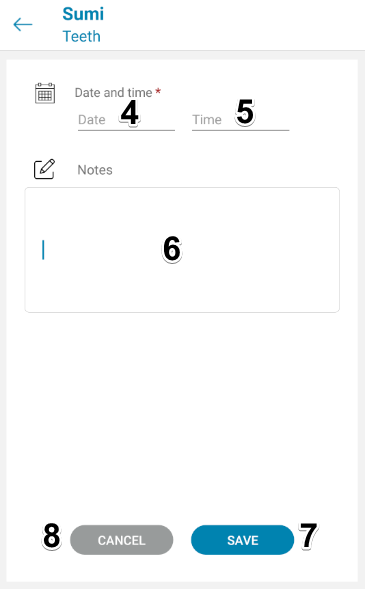 Sumi
Teeth
Date and time *
Date 4
Time 5
Notes
6
8 CANCEL SAVE 7